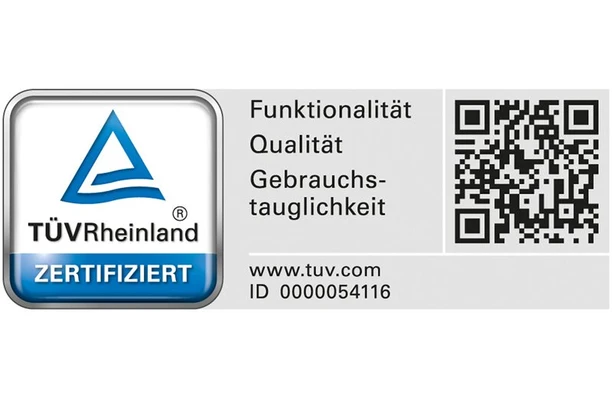 TÜVRheinland®
ZERTIFIZIERT
Funktionalität
Qualität
Gebrauchs-
tauglichkeit
www.tuv.com
ID 0000054116